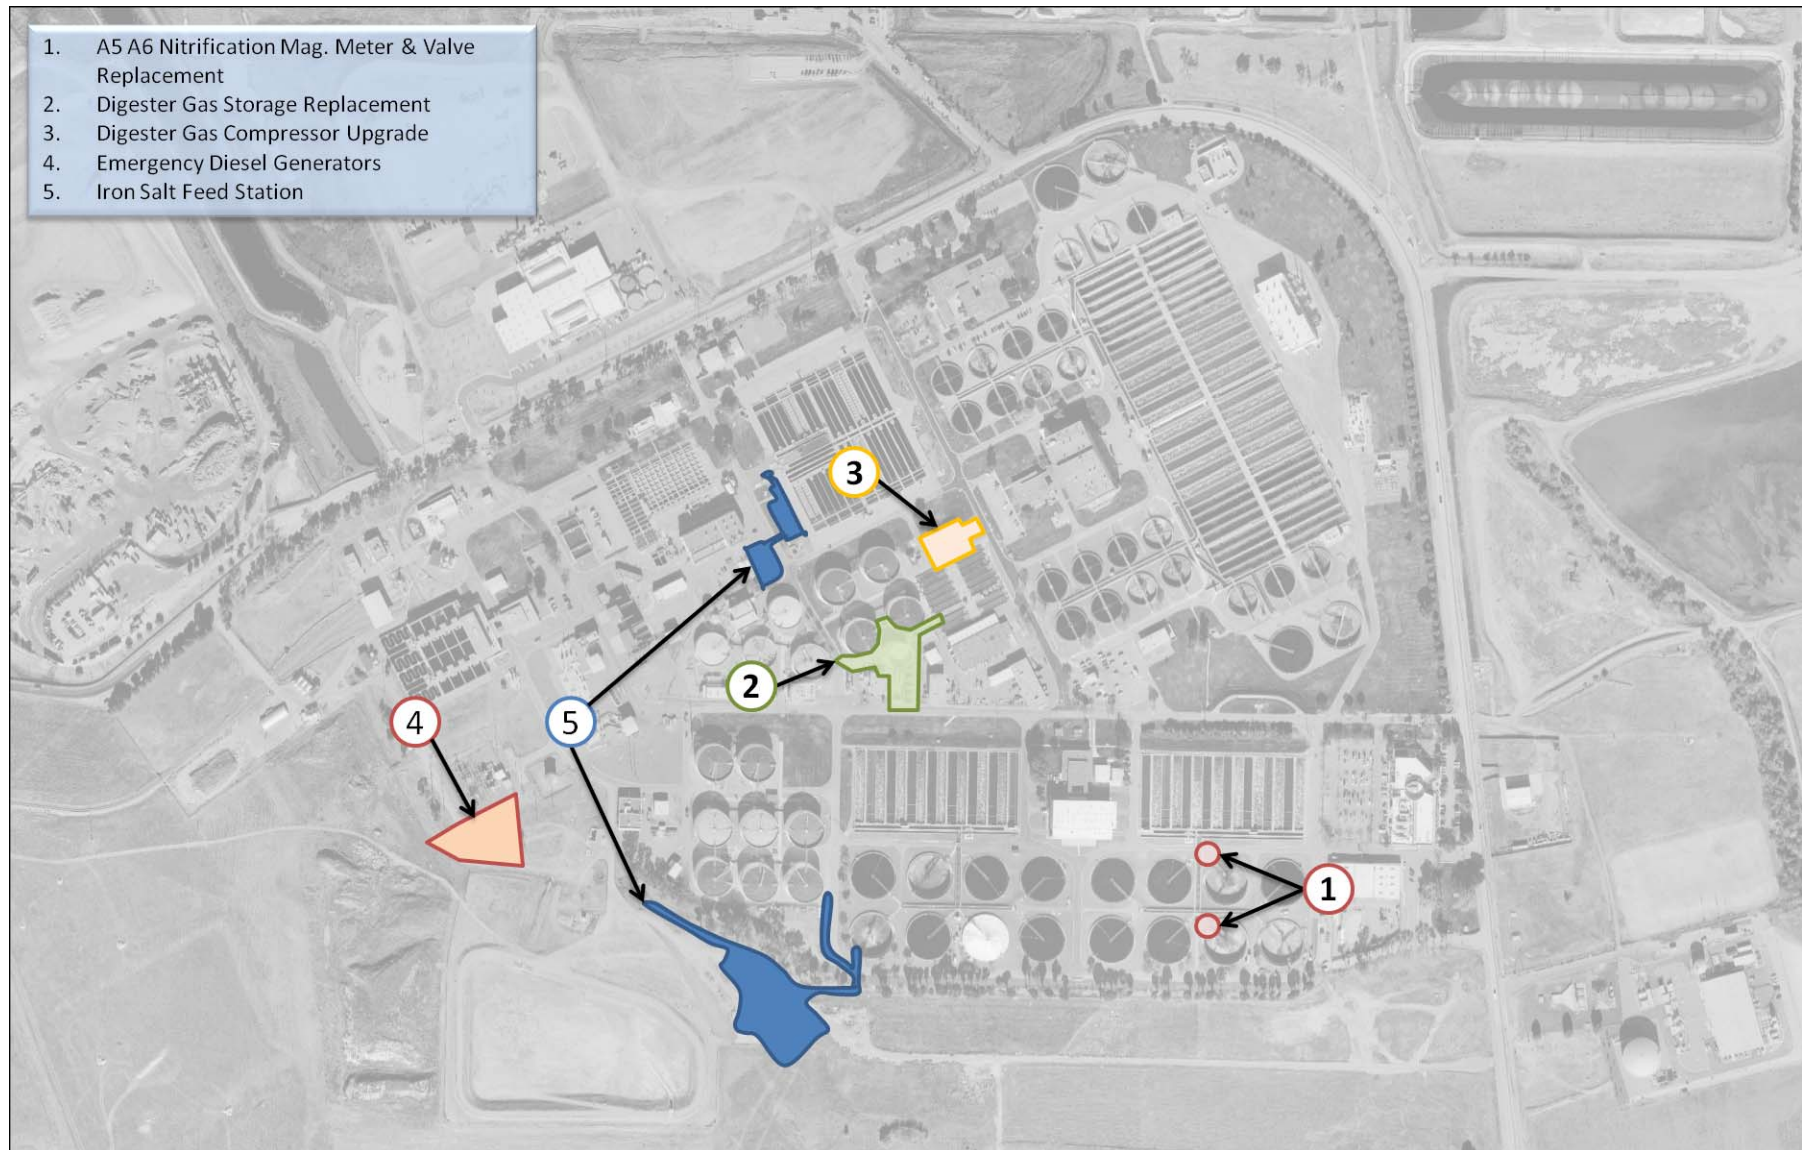 1. A5 A6 Nitrification Mag. Meter & Valve
Replacement
2. Digester Gas Storage Replacement
3. Digester Gas Compressor Upgrade
4. Emergency Diesel Generators
5. Iron Salt Feed Station
3
2
4
5
1